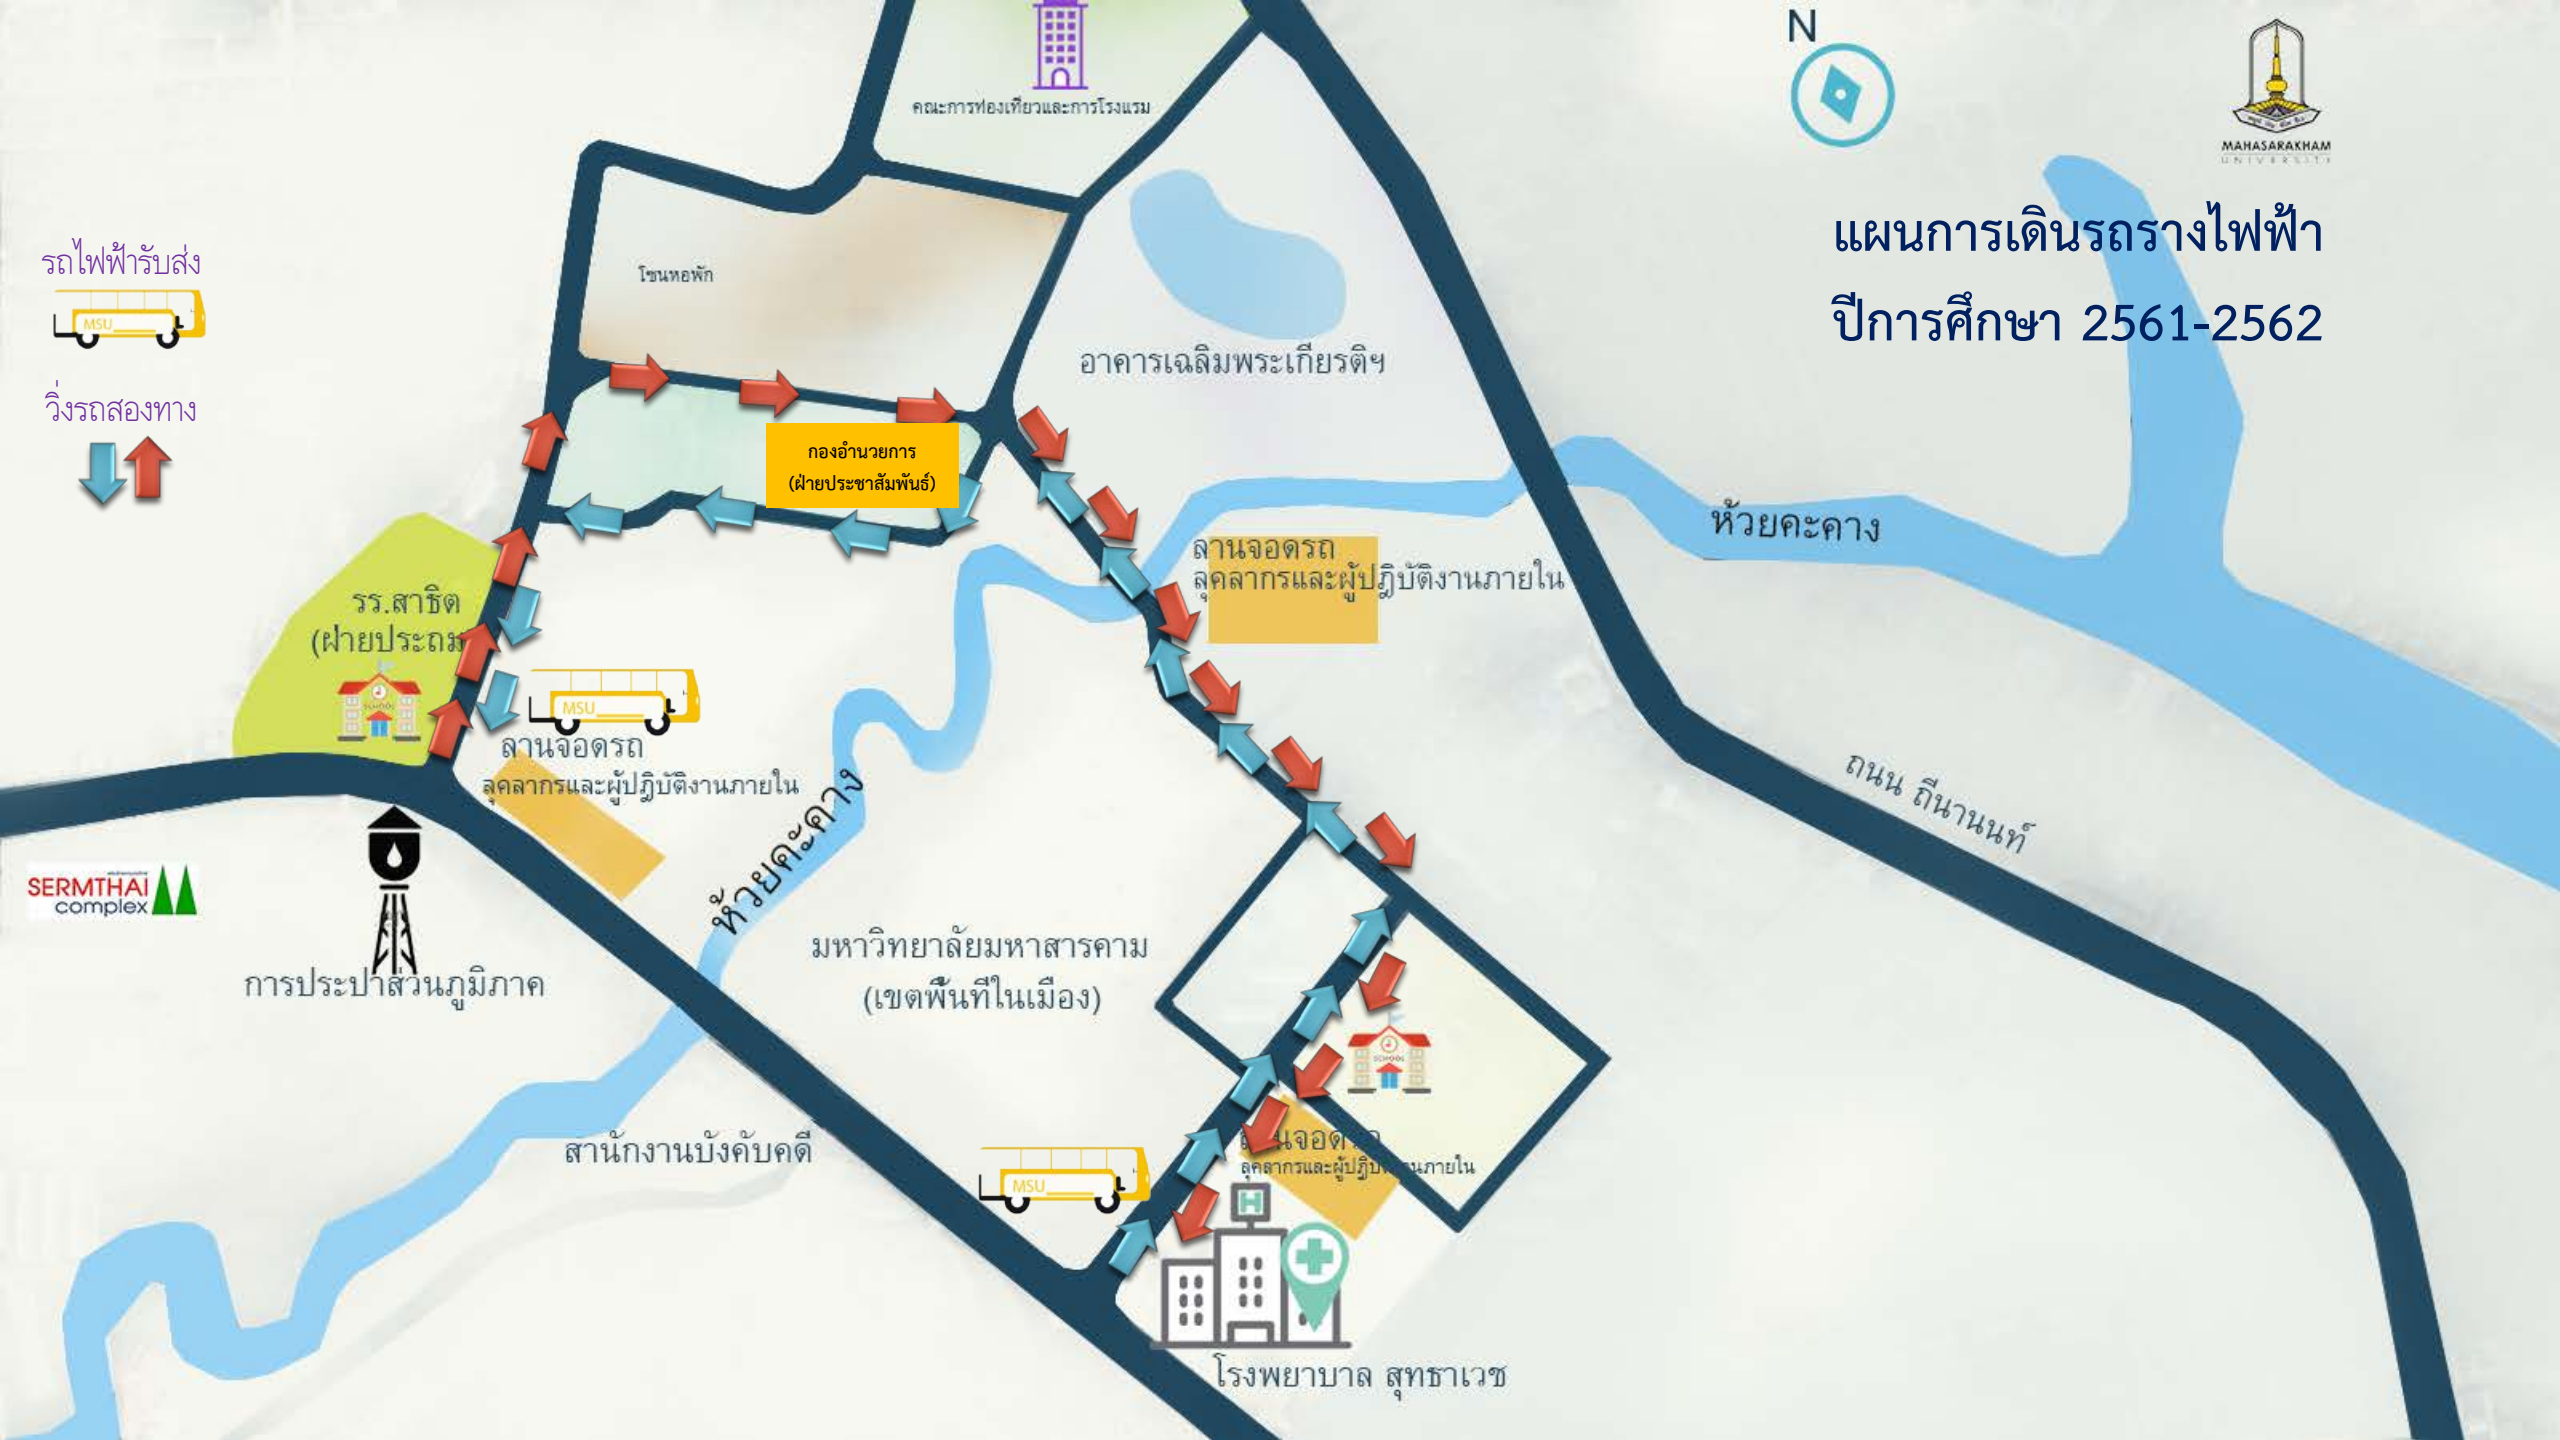 N
MAHASARAKHAM
UNIVERSITY
แผนการเดินรถรางไฟฟ้า
ปีการศึกษา 2561-2562
รถไฟฟ้ารับส่ง
MSU
วิ่งรถสองทาง
คณะการท่องเที่ยวและการโรงแรม
โซนหอพัก
อาคารเฉลิมพระเกียรติฯ
กองอำนวยการ
(ฝ่ายประชาสัมพันธ์)
ห้วยคะคาง
ลานจอดรถ
ลุคลากรและผู้ปฎิบัติงานภายใน
รร.สาธิต
(ฝ่ายประถม
SCHOOL
MSU
ลานจอดรถ
ลุคลากรและผู้ปฎิบัติงานภายใน
ห้วยคะคาง
ถนน ถีนานนท์
SERMTHAI
complex
การประปาส่วนภูมิภาค
มหาวิทยาลัยมหาสารคาม
(เขตพื้นที่ในเมือง)
SCHOOL
สานักงานบังคับคดี
MSU
H
โรงพยาบาล สุทธาเวช